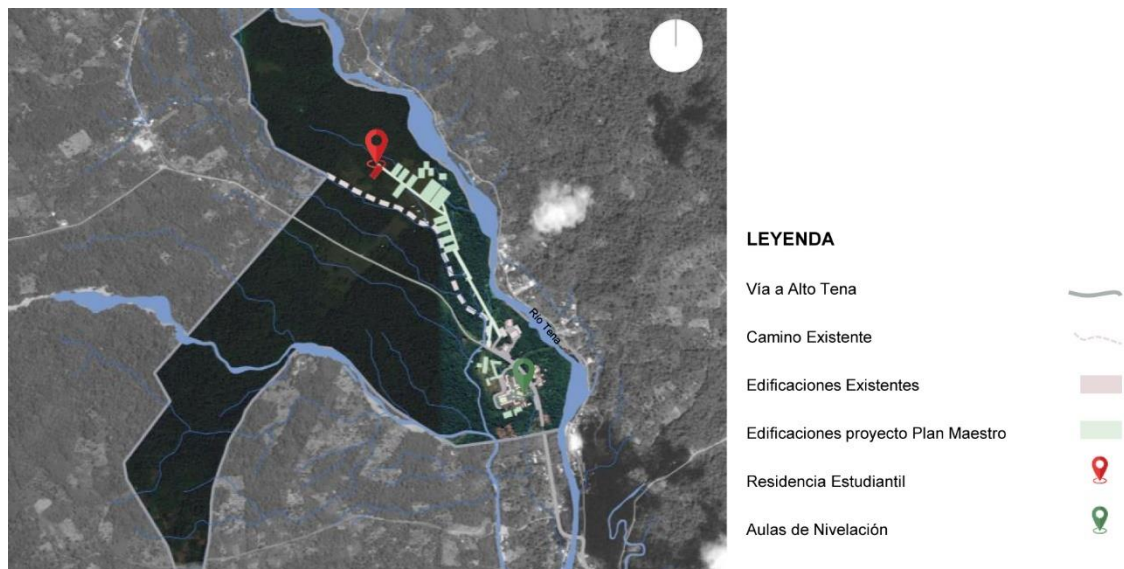 Río Tena
LEYENDA
Vía a Alto Tena
Camino Existente
Edificaciones Existentes
Edificaciones proyecto Plan Maestro
Residencia Estudiantil
Aulas de Nivelación